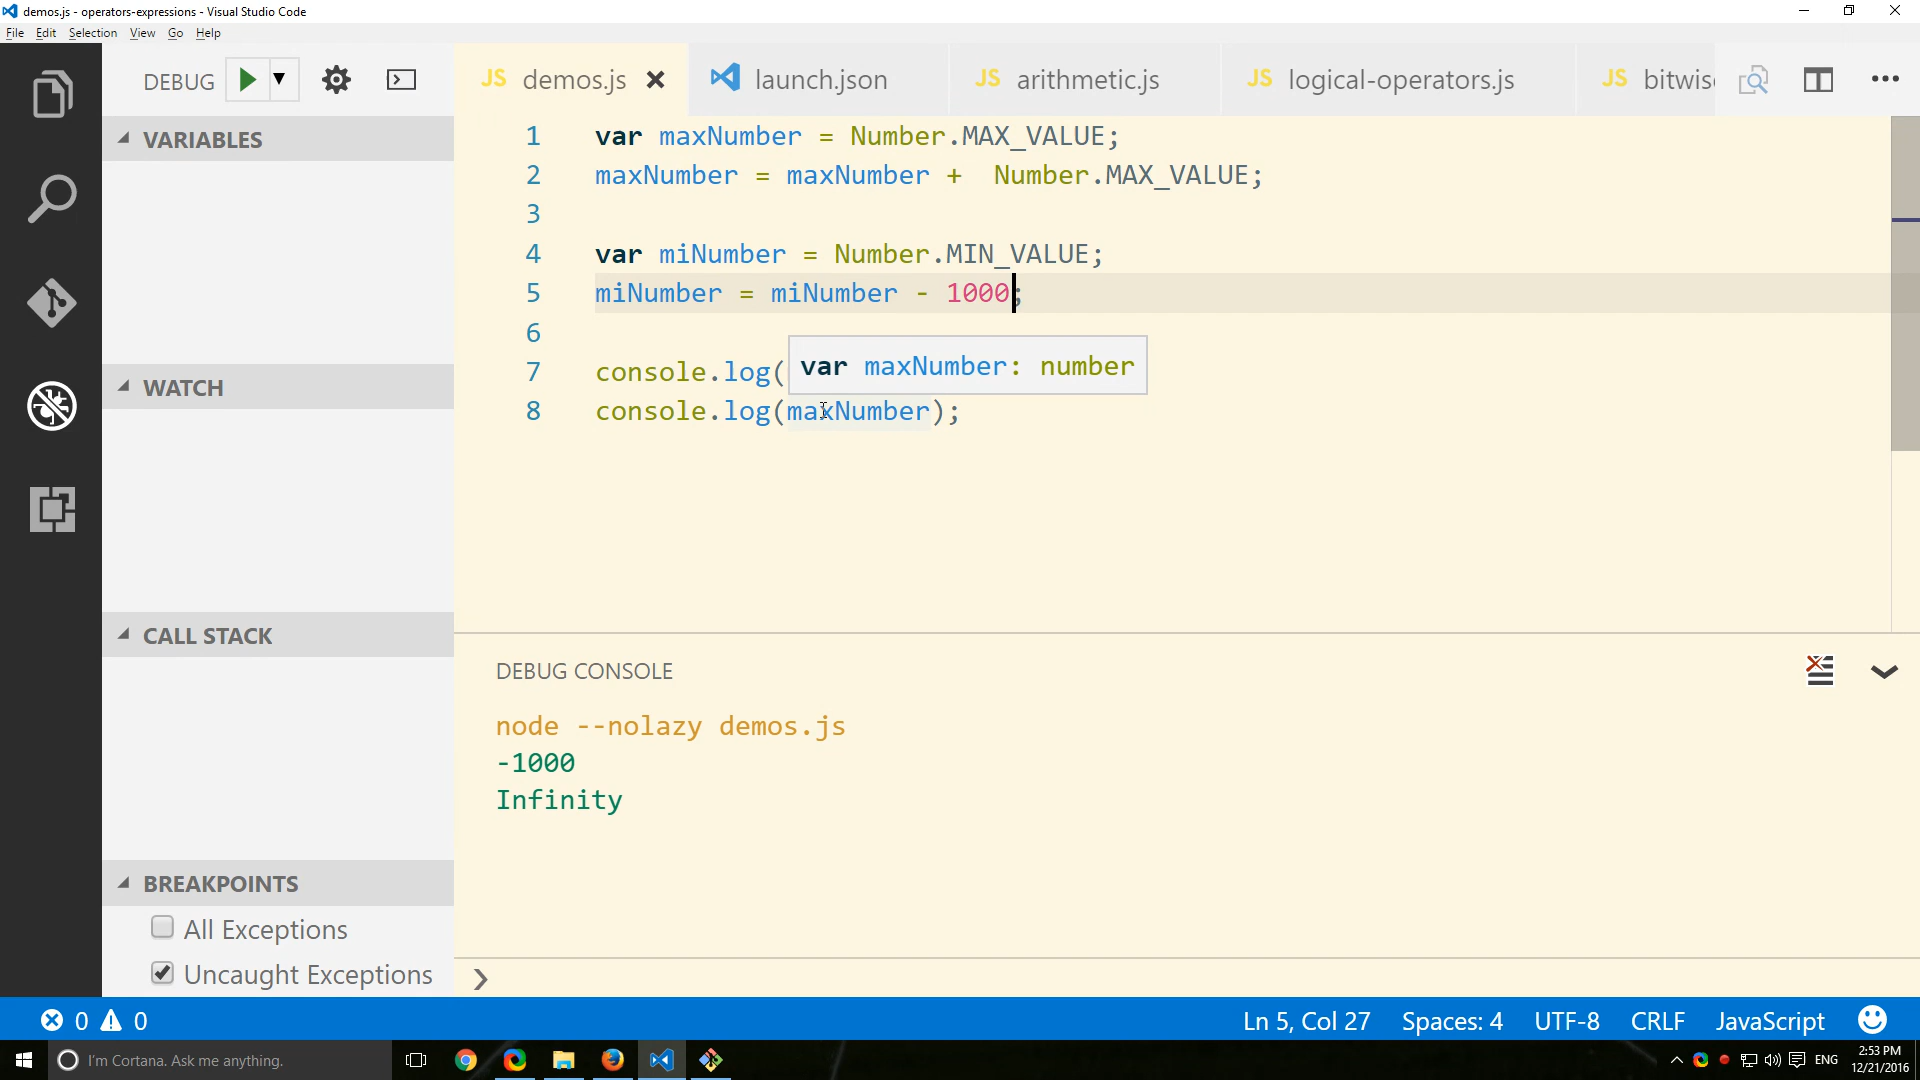 demos.js - operators-expressions - Visual Studio Code
File Edit Selection View Go Help
DEBUG
JS demos.js launch.json JS arithmetic.js JS logical-operators.js JS bitwis
VARIABLES
WATCH
CALL STACK
BREAKPOINTS
All Exceptions
Uncaught Exceptions
1 var maxNumber = Number.MAX_VALUE;
2 maxNumber = maxNumber + Number.MAX_VALUE;
3
4 var miNumber = Number.MIN_VALUE;
5 miNumber = miNumber - 1000;
6
7 console.log(
var maxNumber: number
8 console.log(maxNumber);
DEBUG CONSOLE
node --nolazy demos.js
-1000
Infinity
0 0 Ln 5, Col 27 Spaces: 4 UTF-8 CRLF JavaScript
I'm Cortana. Ask me anything.
ENG
2:53 PM
12/21/2016